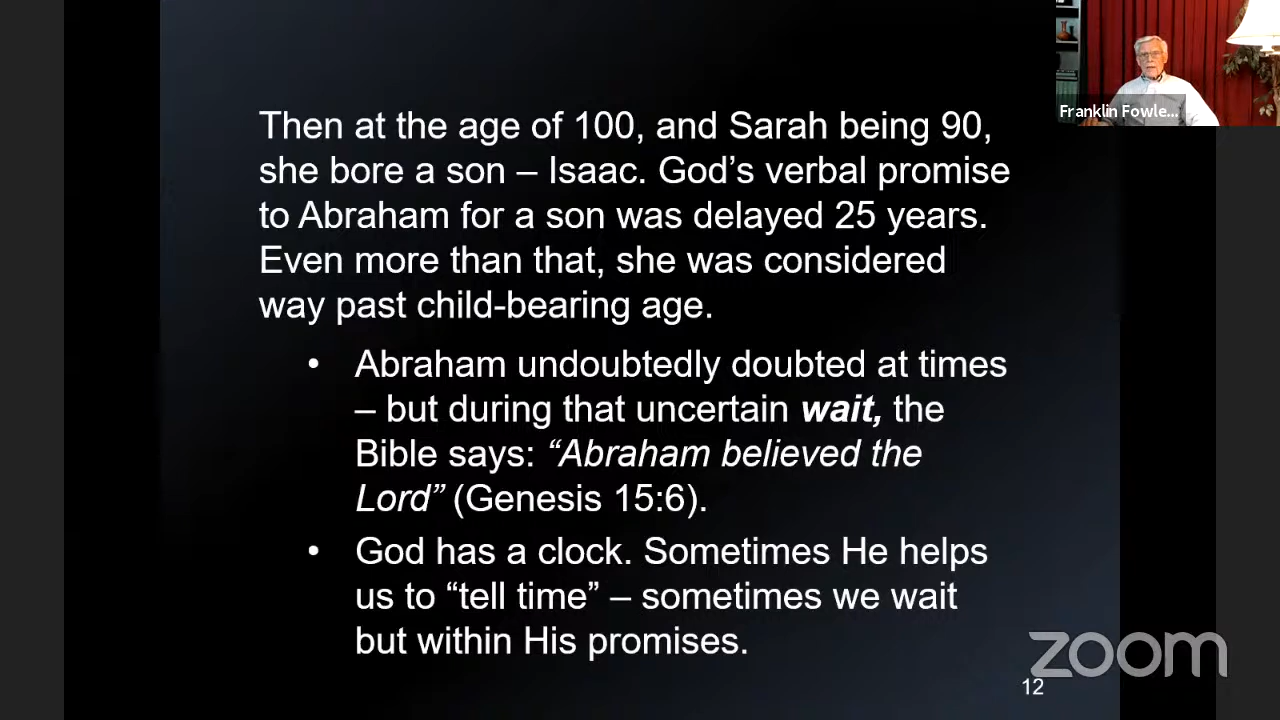 Franklin Fowle...
Then at the age of 100, and Sarah being 90,
she bore a son – Isaac. God’s verbal promise
to Abraham for a son was delayed 25 years.
Even more than that, she was considered
way past child-bearing age.
• Abraham undoubtedly doubted at times
– but during that uncertain wait, the
Bible says: “Abraham believed the
Lord” (Genesis 15:6).
• God has a clock. Sometimes He helps
us to “tell time” – sometimes we wait
but within His promises.
zoom
12